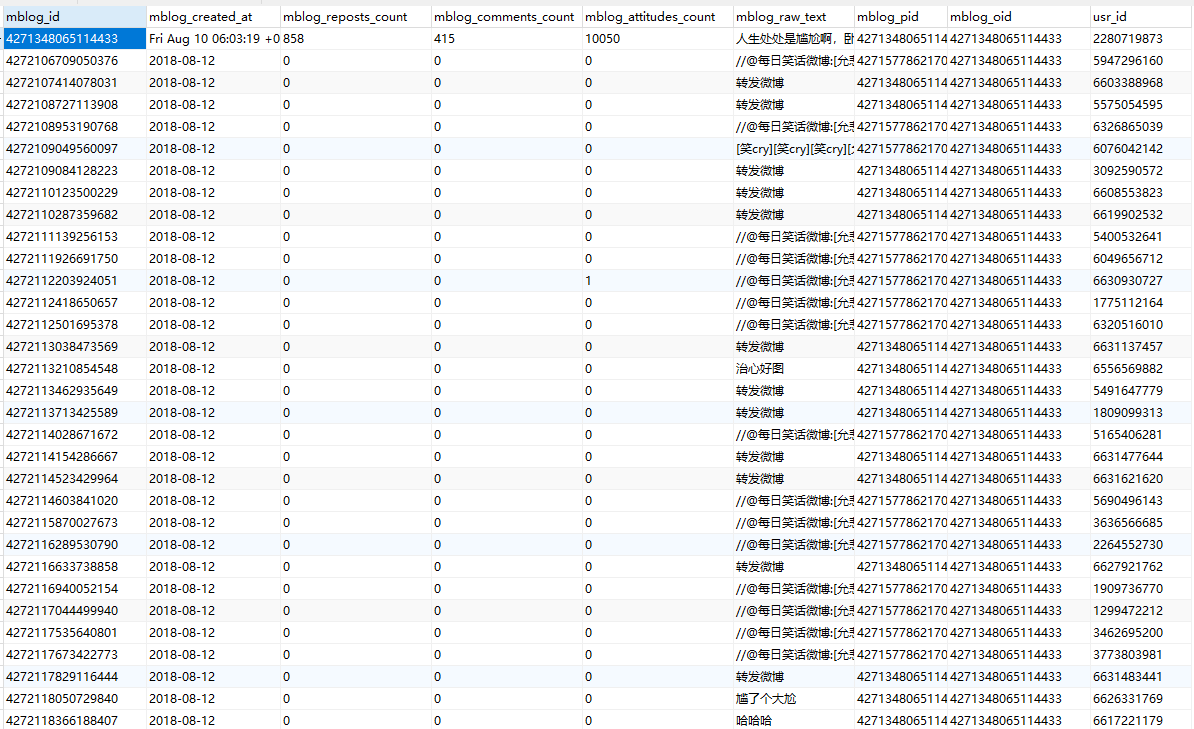 mblog_id mblog_created_at mblog_reposts_count mblog_comments_count mblog_attitudes_count mblog_raw_text mblog_pid mblog_oid usr_id
4271348065114433 Fri Aug 10 06:03:19 +0 858 415 10050 人生处处是尴尬啊，卧 4271348065114 4271348065114433 2280719873
4272106709050376 2018-08-12 0 0 0 //@每日笑话微博:[允悲 4271577862170 4271348065114433 5947296160
4272107414078031 2018-08-12 0 0 0 转发微博 4271348065114 4271348065114433 6603388968
4272108727113908 2018-08-12 0 0 0 转发微博 4271348065114 4271348065114433 5575054595
4272108953190768 2018-08-12 0 0 0 //@每日笑话微博:[允悲 4271577862170 4271348065114433 6326865039
4272109049560097 2018-08-12 0 0 0 [笑cry][笑cry][笑cry][笑 4271577862170 4271348065114433 6076042142
4272109084128223 2018-08-12 0 0 0 转发微博 4271348065114 4271348065114433 3092590572
4272110123500229 2018-08-12 0 0 0 转发微博 4271348065114 4271348065114433 6608553823
4272110287359682 2018-08-12 0 0 0 转发微博 4271348065114 4271348065114433 6619902532
4272111139256153 2018-08-12 0 0 0 //@每日笑话微博:[允悲 4271577862170 4271348065114433 5400532641
4272111926691750 2018-08-12 0 0 0 //@每日笑话微博:[允悲 4271577862170 4271348065114433 6049656712
4272112203924051 2018-08-12 0 0 1 //@每日笑话微博:[允悲 4271577862170 4271348065114433 6630930727
4272112418650657 2018-08-12 0 0 0 //@每日笑话微博:[允悲 4271577862170 4271348065114433 1775112164
4272112501695378 2018-08-12 0 0 0 //@每日笑话微博:[允悲 4271577862170 4271348065114433 6320516010
4272113038473569 2018-08-12 0 0 0 转发微博 4271348065114 4271348065114433 6631137457
4272113210854548 2018-08-12 0 0 0 治心好图 4271348065114 4271348065114433 6556569882
4272113462935649 2018-08-12 0 0 0 转发微博 4271348065114 4271348065114433 5491647779
4272113713425589 2018-08-12 0 0 0 转发微博 4271348065114 4271348065114433 1809099313
4272114028671672 2018-08-12 0 0 0 //@每日笑话微博:[允悲 4271577862170 4271348065114433 5165406281
4272114154286667 2018-08-12 0 0 0 转发微博 4271348065114 4271348065114433 6631477644
4272114523429964 2018-08-12 0 0 0 转发微博 4271348065114 4271348065114433 6631621620
4272114603841020 2018-08-12 0 0 0 //@每日笑话微博:[允悲 4271577862170 4271348065114433 5690496143
4272115870027673 2018-08-12 0 0 0 //@每日笑话微博:[允悲 4271577862170 4271348065114433 3636566685
4272116289530790 2018-08-12 0 0 0 //@每日笑话微博:[允悲 4271577862170 4271348065114433 2264552730
4272116633738858 2018-08-12 0 0 0 转发微博 4271348065114 4271348065114433 6627921762
4272116940052154 2018-08-12 0 0 0 //@每日笑话微博:[允悲 4271577862170 4271348065114433 1909736770
4272117044499940 2018-08-12 0 0 0 //@每日笑话微博:[允悲 4271577862170 4271348065114433 1299472212
4272117535640801 2018-08-12 0 0 0 //@每日笑话微博:[允悲 4271577862170 4271348065114433 3462695200
4272117673422773 2018-08-12 0 0 0 //@每日笑话微博:[允悲 4271577862170 4271348065114433 3773803981
4272117829116444 2018-08-12 0 0 0 转发微博 4271348065114 4271348065114433 6631483441
4272118050729840 2018-08-12 0 0 0 尴了个大尬 4271348065114 4271348065114433 6626331769
4272118366188407 2018-08-12 0 0 0 哈哈哈 4271348065114 4271348065114433 6617221179